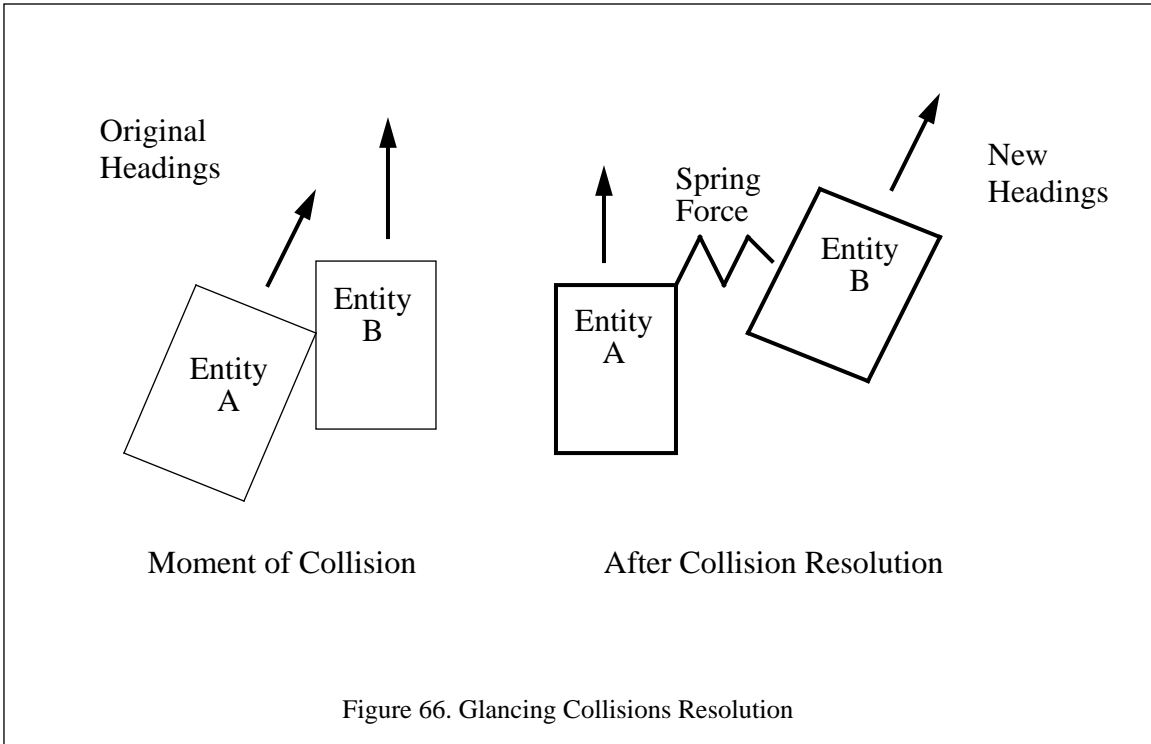 Original
Headings
Entity
A
Entity
B
Moment of Collision
Spring
Force
New
Headings
Entity
A
Entity
B
After Collision Resolution
Figure 66. Glancing Collisions Resolution